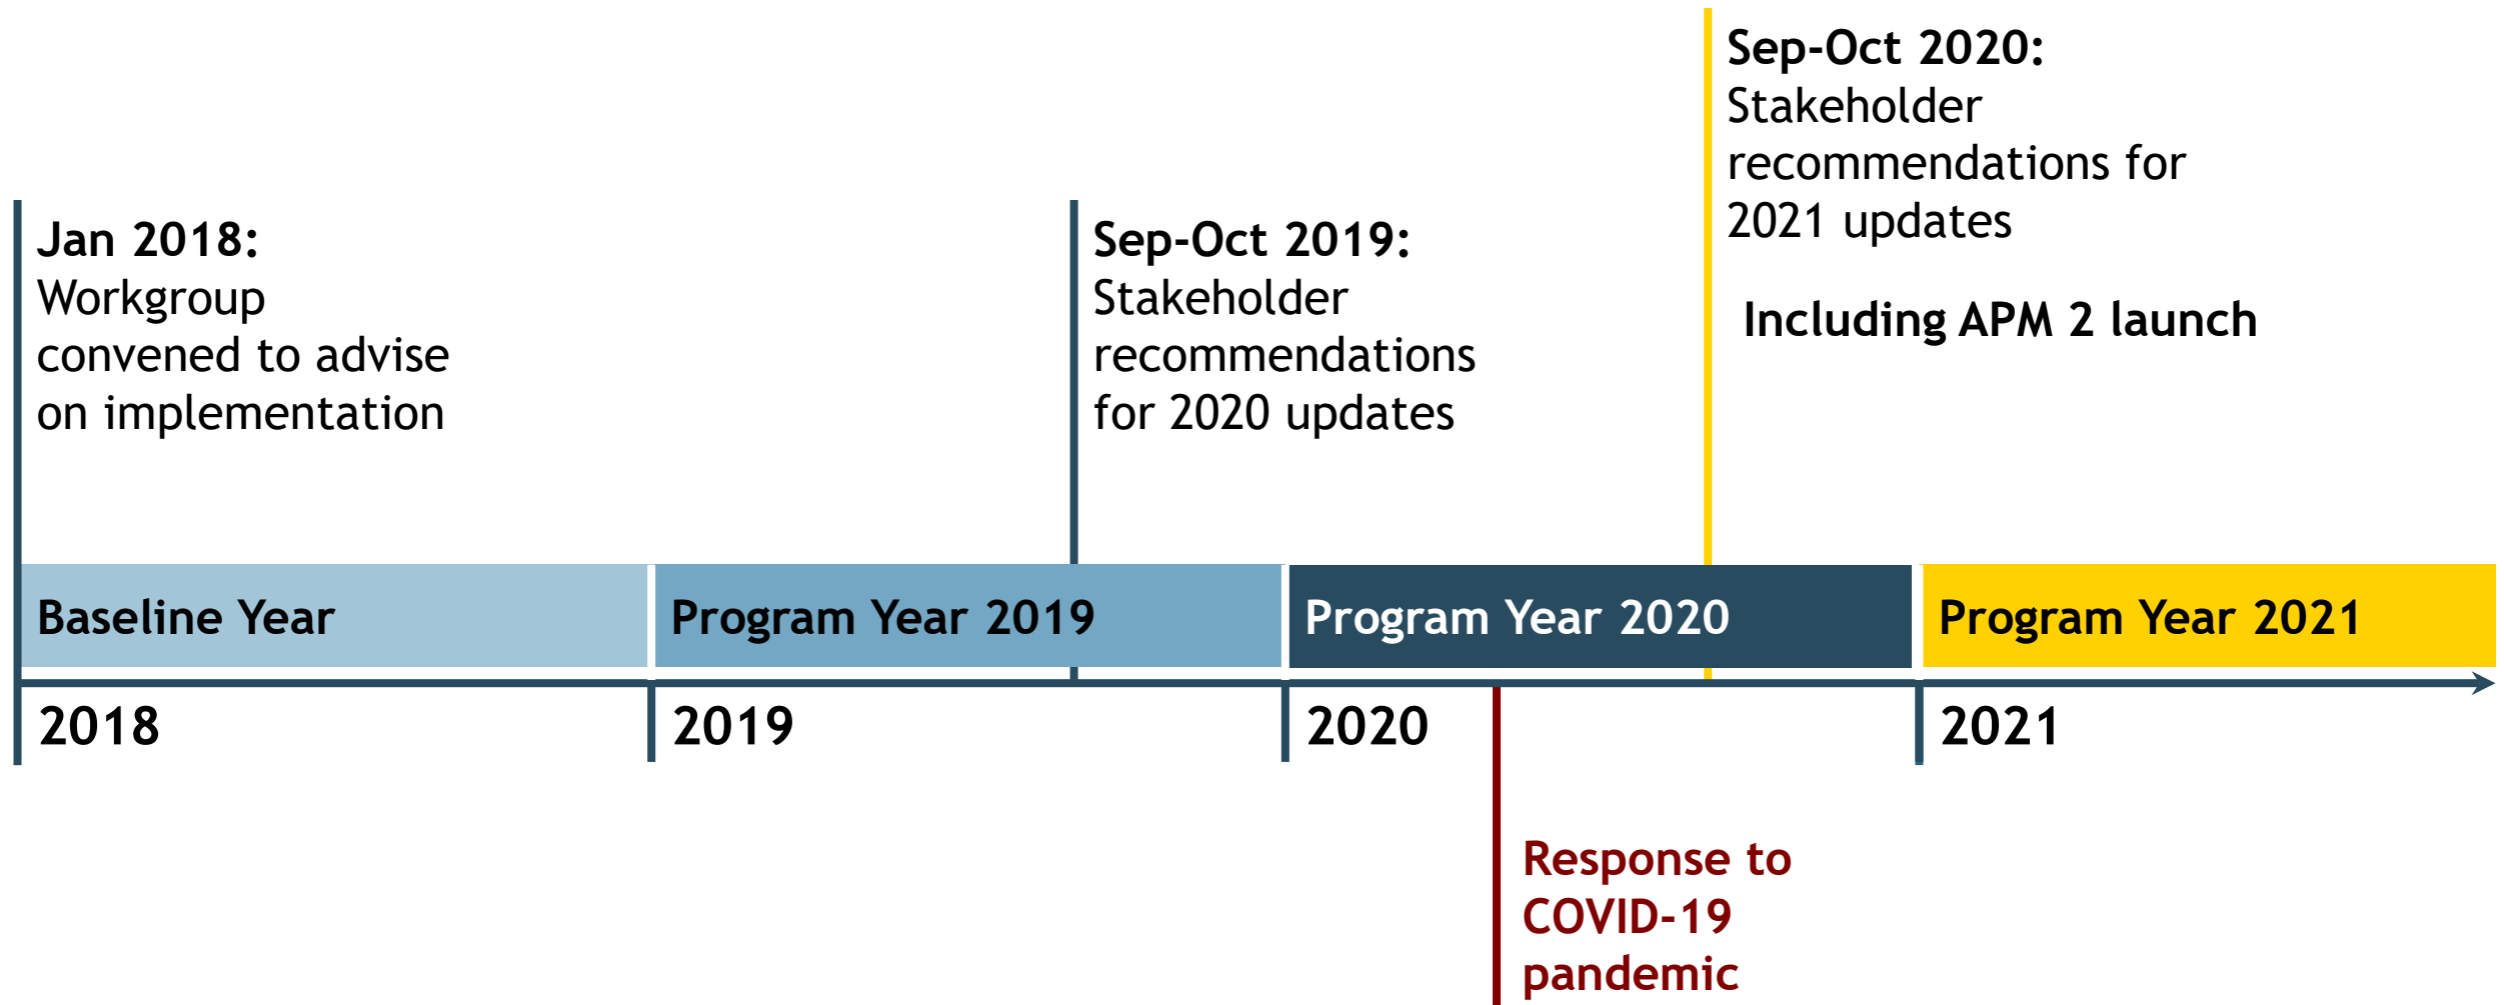 Jan 2018:
Workgroup
convened to advise
on implementation
Sep-Oct 2019:
Stakeholder
recommendations
for 2020 updates
Sep-Oct 2020:
Stakeholder
recommendations for
2021 updates
Including APM 2 launch
Baseline Year
Program Year 2019
Program Year 2020
Program Year 2021
2018
2019
2020
2021
Response to
COVID-19
pandemic